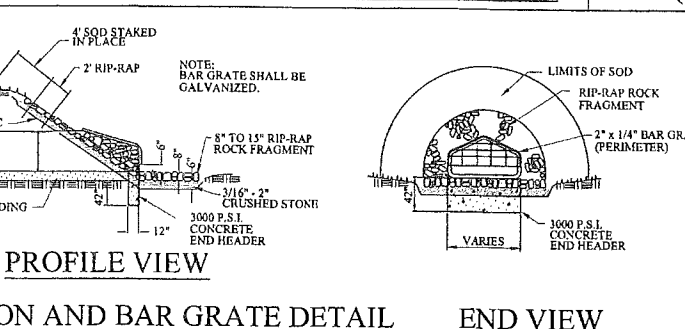 4' SOD STAKED
IN PLACE
2' RIP-RAP
NOTE:
BAR GRATE SHALL BE
GALVANIZED.
6"
8"
6"
8" TO 15" RIP-RAP
ROCK FRAGMENT
3/16" - 2"
CRUSHED STONE
42"
3000 P.S.I.
CONCRETE
END HEADER
12"
PROFILE VIEW
LIMITS OF SOD
RIP-RAP ROCK
FRAGMENT
2" x 1/4" BAR
(PERIMETER)
42"
3000 P.S.I.
CONCRETE
END HEADER
VARIES
AND BAR GRATE DETAIL
END VIEW